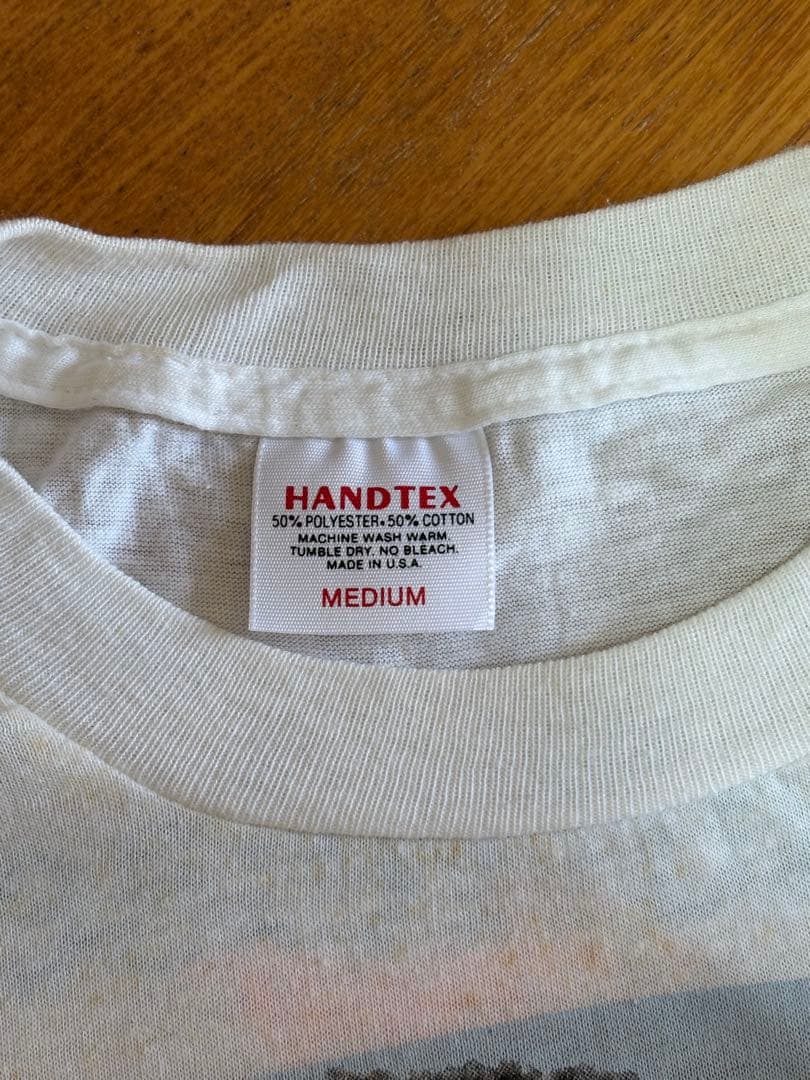 HANDTEX
50% POLYESTER • 50% COTTON
MACHINE WASH WARM.
TUMBLE DRY. NO BLEACH.
MADE IN U.S.A.
MEDIUM